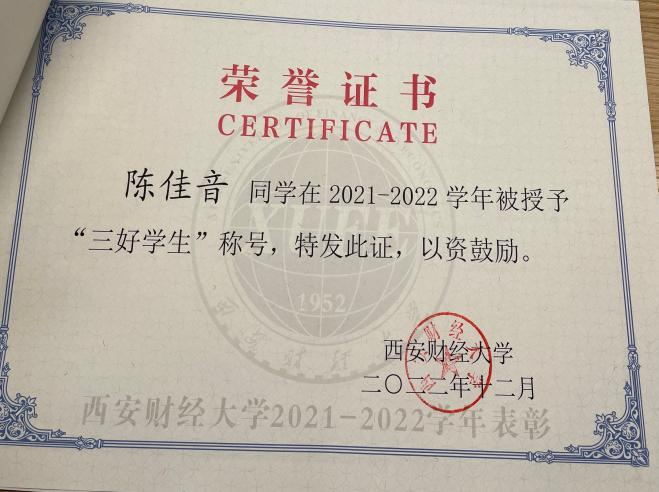 荣誉证书
CERTIFICATE
陈佳音 同学在 2021-2022 学年被授予
“三好学生”称号，特发此证，以资鼓励。
XUFE
1952
西安财经大学
二〇二二年十二月
西安财经大学2021-2022学年表彰